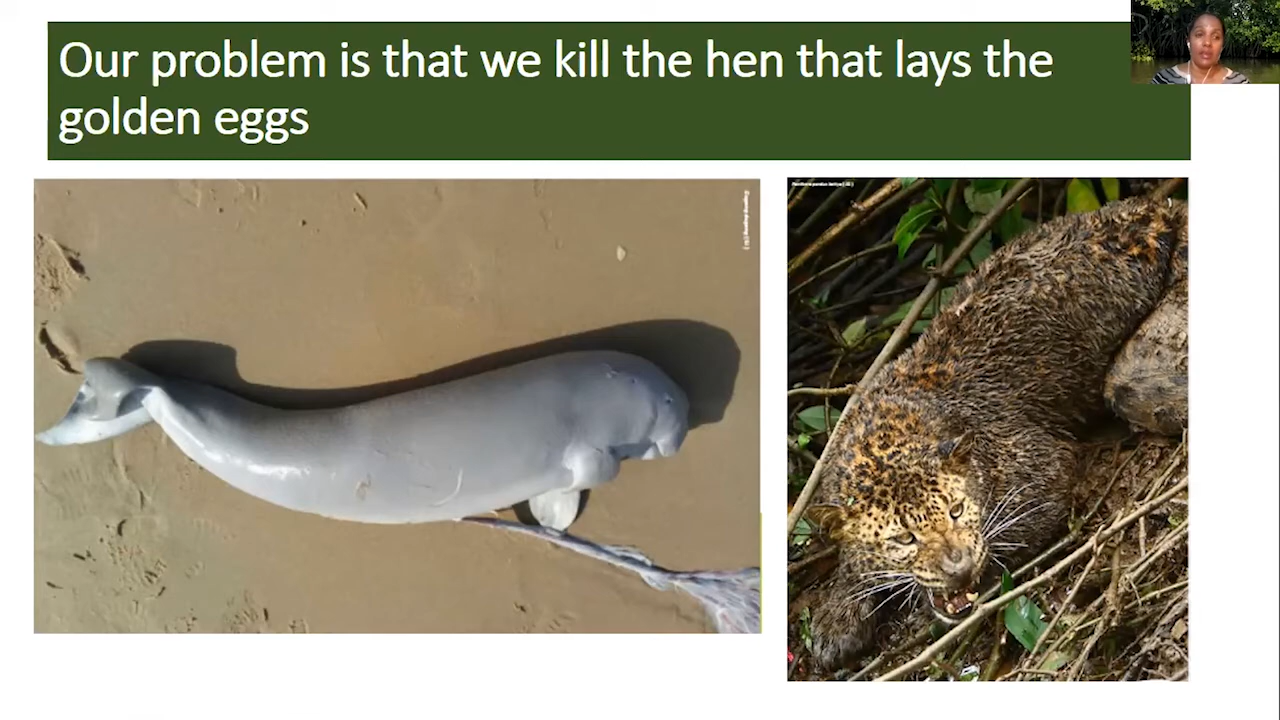 Our problem is that we kill the hen that lays the
golden eggs